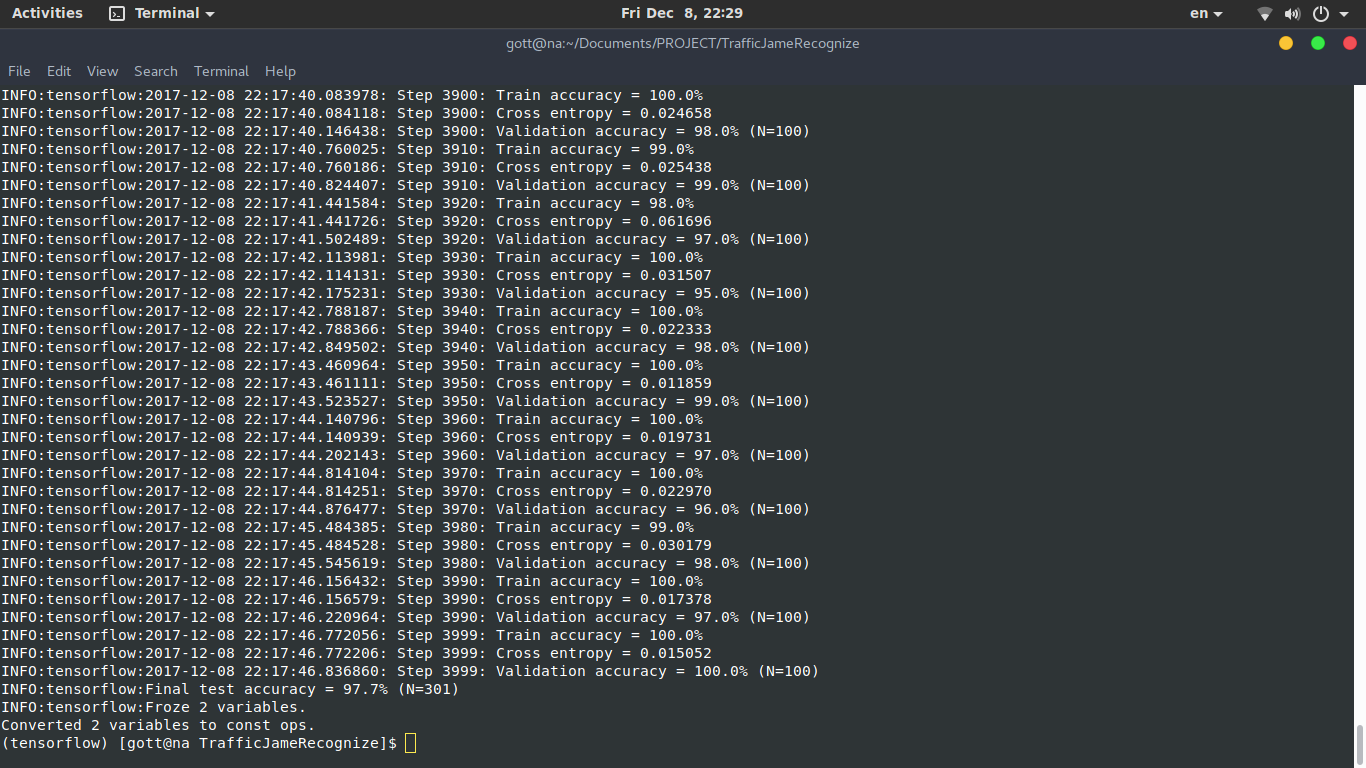 Activities Terminal Fri Dec 8, 22:29 en
gott@na:~/Documents/PROJECT/TrafficJameRecognize
File Edit View Search Terminal Help
INFO:tensorflow:2017-12-08 22:17:40.083978: Step 3900: Train accuracy = 100.0%
INFO:tensorflow:2017-12-08 22:17:40.084118: Step 3900: Cross entropy = 0.024658
INFO:tensorflow:2017-12-08 22:17:40.146438: Step 3900: Validation accuracy = 98.0% (N=100)
INFO:tensorflow:2017-12-08 22:17:40.760025: Step 3910: Train accuracy = 99.0%
INFO:tensorflow:2017-12-08 22:17:40.760186: Step 3910: Cross entropy = 0.025438
INFO:tensorflow:2017-12-08 22:17:40.824407: Step 3910: Validation accuracy = 99.0% (N=100)
INFO:tensorflow:2017-12-08 22:17:41.441584: Step 3920: Train accuracy = 98.0%
INFO:tensorflow:2017-12-08 22:17:41.441726: Step 3920: Cross entropy = 0.061696
INFO:tensorflow:2017-12-08 22:17:41.502489: Step 3920: Validation accuracy = 97.0% (N=100)
INFO:tensorflow:2017-12-08 22:17:42.113981: Step 3930: Train accuracy = 100.0%
INFO:tensorflow:2017-12-08 22:17:42.114131: Step 3930: Cross entropy = 0.031507
INFO:tensorflow:2017-12-08 22:17:42.175231: Step 3930: Validation accuracy = 95.0% (N=100)
INFO:tensorflow:2017-12-08 22:17:42.788187: Step 3940: Train accuracy = 100.0%
INFO:tensorflow:2017-12-08 22:17:42.788366: Step 3940: Cross entropy = 0.022333
INFO:tensorflow:2017-12-08 22:17:42.849502: Step 3940: Validation accuracy = 98.0% (N=100)
INFO:tensorflow:2017-12-08 22:17:43.460964: Step 3950: Train accuracy = 100.0%
INFO:tensorflow:2017-12-08 22:17:43.461111: Step 3950: Cross entropy = 0.011859
INFO:tensorflow:2017-12-08 22:17:43.523527: Step 3950: Validation accuracy = 99.0% (N=100)
INFO:tensorflow:2017-12-08 22:17:44.140796: Step 3960: Train accuracy = 100.0%
INFO:tensorflow:2017-12-08 22:17:44.140939: Step 3960: Cross entropy = 0.019731
INFO:tensorflow:2017-12-08 22:17:44.202143: Step 3960: Validation accuracy = 97.0% (N=100)
INFO:tensorflow:2017-12-08 22:17:44.814104: Step 3970: Train accuracy = 100.0%
INFO:tensorflow:2017-12-08 22:17:44.814251: Step 3970: Cross entropy = 0.022970
INFO:tensorflow:2017-12-08 22:17:44.876477: Step 3970: Validation accuracy = 96.0% (N=100)
INFO:tensorflow:2017-12-08 22:17:45.484385: Step 3980: Train accuracy = 99.0%
INFO:tensorflow:2017-12-08 22:17:45.484528: Step 3980: Cross entropy = 0.030179
INFO:tensorflow:2017-12-08 22:17:45.545619: Step 3980: Validation accuracy = 98.0% (N=100)
INFO:tensorflow:2017-12-08 22:17:46.156432: Step 3990: Train accuracy = 100.0%
INFO:tensorflow:2017-12-08 22:17:46.156579: Step 3990: Cross entropy = 0.017378
INFO:tensorflow:2017-12-08 22:17:46.220964: Step 3990: Validation accuracy = 97.0% (N=100)
INFO:tensorflow:2017-12-08 22:17:46.772056: Step 3999: Train accuracy = 100.0%
INFO:tensorflow:2017-12-08 22:17:46.772206: Step 3999: Cross entropy = 0.015052
INFO:tensorflow:2017-12-08 22:17:46.836860: Step 3999: Validation accuracy = 100.0% (N=100)
INFO:tensorflow:Final test accuracy = 97.7% (N=301)
INFO:tensorflow:Froze 2 variables.
Converted 2 variables to const ops.
(tensorflow) [gott@na TrafficJameRecognize]$